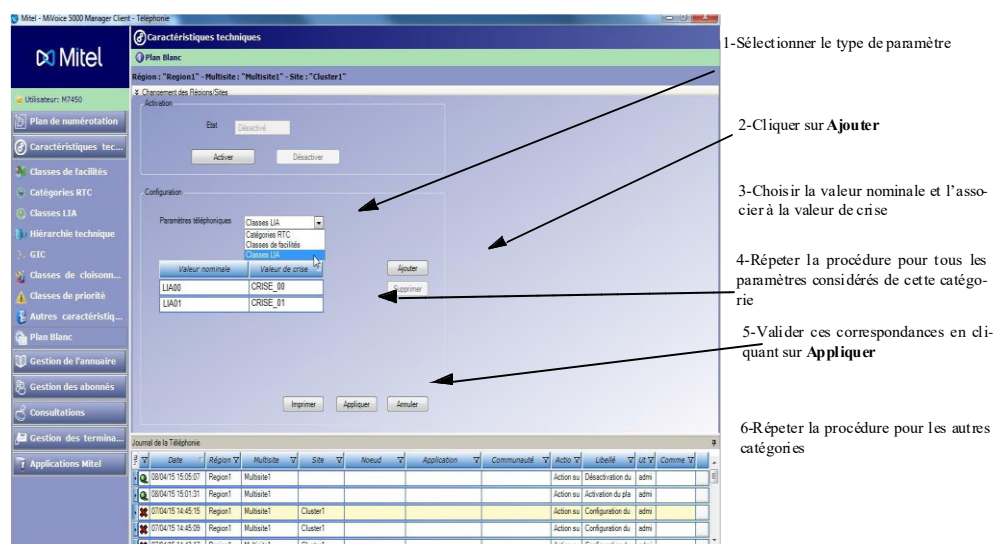 Mitel - MiVoice 5000 Manager Client - Téléphonie
Mitel
Utilisateur: M7450
Plan de numérotation
Caractéristiques tec...
Classes de facilités
Catégories RTC
Classes LIA
Hiérarchie technique
GIC
Classes de cloisonn...
Classes de priorité
Autres caractéristiq...
Plan Blanc
Gestion de l'annuaire
Gestion des abonnés
Consultations
Gestion des termina...
Applications Mitel
Caractéristiques techniques
Plan Blanc
Région : "Region1" - Multisite : "Multisite1" - Site : "Cluster1"
Changement des Régions/Sites
Activation
Etat Désactivé
Activer Désactiver
Configuration
Paramètres téléphoniques Classes LIA
Catégories RTC
Classes de facilités
Classes LIA
Valeur nominale Valeur de crise
LIA00 CRISE_00
LIA01 CRISE_01
Ajouter
Supprimer
Imprimer Appliquer Annuler
Journal de la Téléphonie
Date Région Multisite Site Noeud Application Communauté Actio Libellé Ut Comme
08/04/15 15:05:07 Region1 Multisite1 Action su Désactivation du admi
08/04/15 15:01:31 Region1 Multisite1 Action su Activation du pla admi
07/04/15 14:45:15 Region1 Multisite1 Cluster1 Action su Configuration du admi
07/04/15 14:45:09 Region1 Multisite1 Cluster1 Action su Configuration du admi
1-Sélectionner le type de paramètre
2-Cliquer sur Ajouter
3-Choisir la valeur nominale et l'asso-
cier à la valeur de crise
4-Répeter la procédure pour tous les
paramètres considérés de cette catégo-
rie
5-Valider ces correspondances en cli-
quant sur Appliquer
6-Répeter la procédure pour les autres
catégories